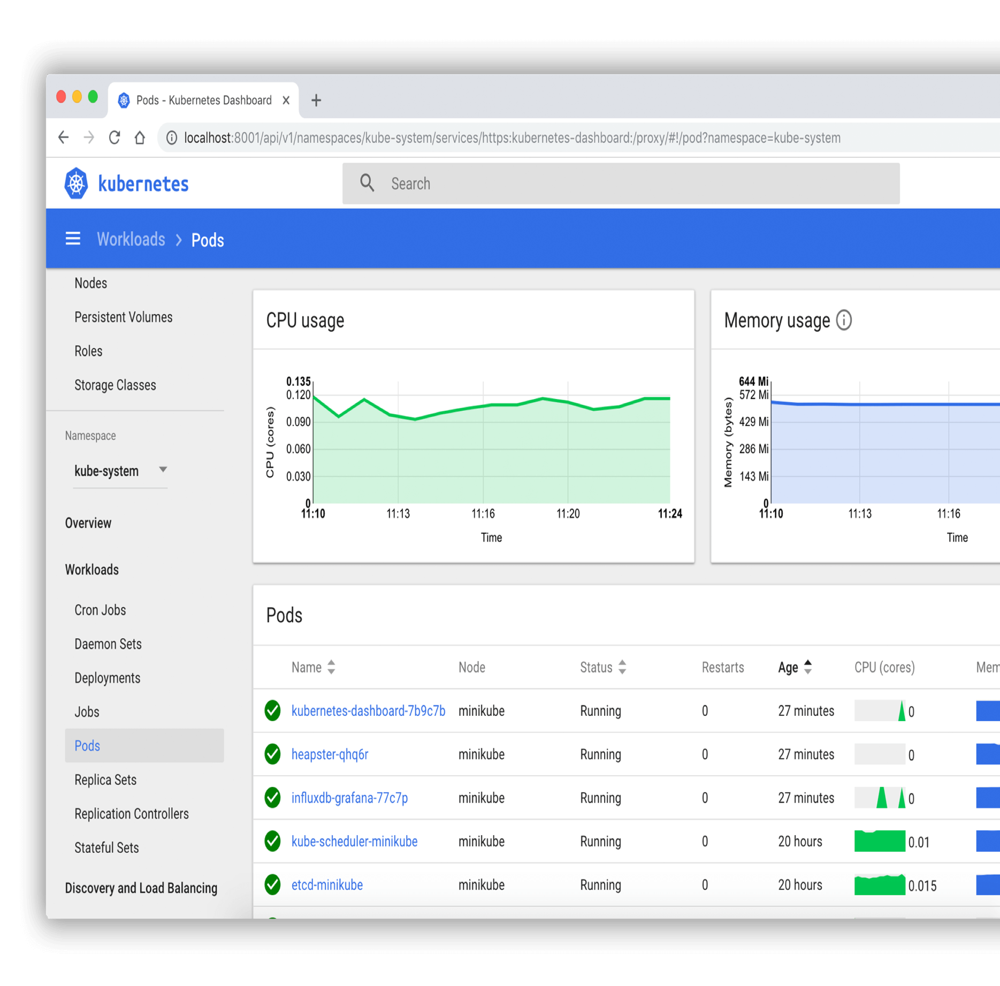 Pods - Kubernetes Dashboard
localhost:8001/api/v1/namespaces/kube-system/services/https:kubernetes-dashboard:/proxy/#!/pod?namespace=kube-system
kubernetes
Search
Workloads > Pods
Nodes
Persistent Volumes
Roles
Storage Classes
Namespace
kube-system
Overview
Workloads
Cron Jobs
Daemon Sets
Deployments
Jobs
Pods
Replica Sets
Replication Controllers
Stateful Sets
Discovery and Load Balancing
CPU usage
CPU (cores)
0.135
0.120
0.090
0.060
0.030
0
11:10 11:13 11:16 11:20 11:24
Time
Memory usage
Memory (bytes)
644 Mi
572 Mi
429 Mi
286 Mi
143 Mi
0
11:10 11:13 11:16
Time
Pods
Name Node Status Restarts Age CPU (cores) Mem
kubernetes-dashboard-7b9c7b minikube Running 0 27 minutes 0
heapster-qhq6r minikube Running 0 27 minutes 0
influxdb-grafana-77c7p minikube Running 0 27 minutes 0
kube-scheduler-minikube minikube Running 0 20 hours 0.01
etcd-minikube minikube Running 0 20 hours 0.015